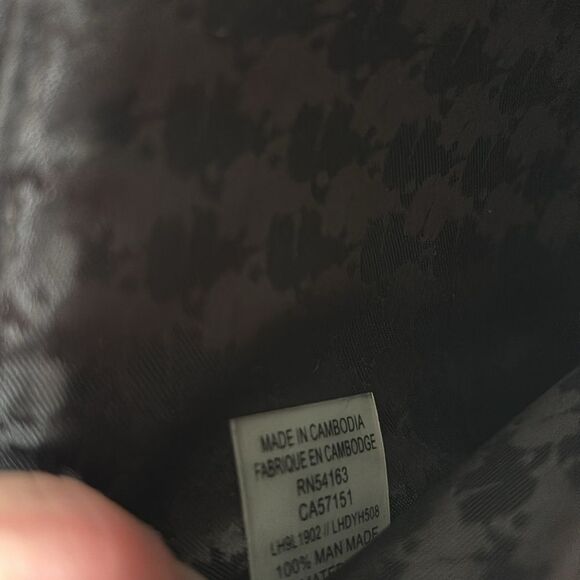 MADE IN CAMBODIA
FABRIQUE EN CAMBODGE
RN54163
CA57151
LH9L1902 // LHDYH508
100% MAN MADE